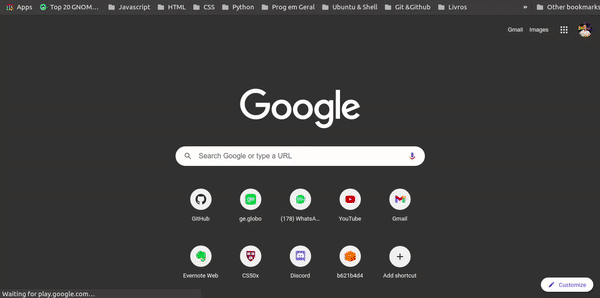 Apps Top 20 GNOM... Javascript HTML CSS Python Prog em Geral Ubuntu & Shell Git &Github Livros » Other bookmarks
Gmail Images
Google
Search Google or type a URL
GitHub ge.globo (178) WhatsA... YouTube Gmail
Evernote Web CS50x Discord b621b4d4 Add shortcut
Customize
Waiting for play.google.com...